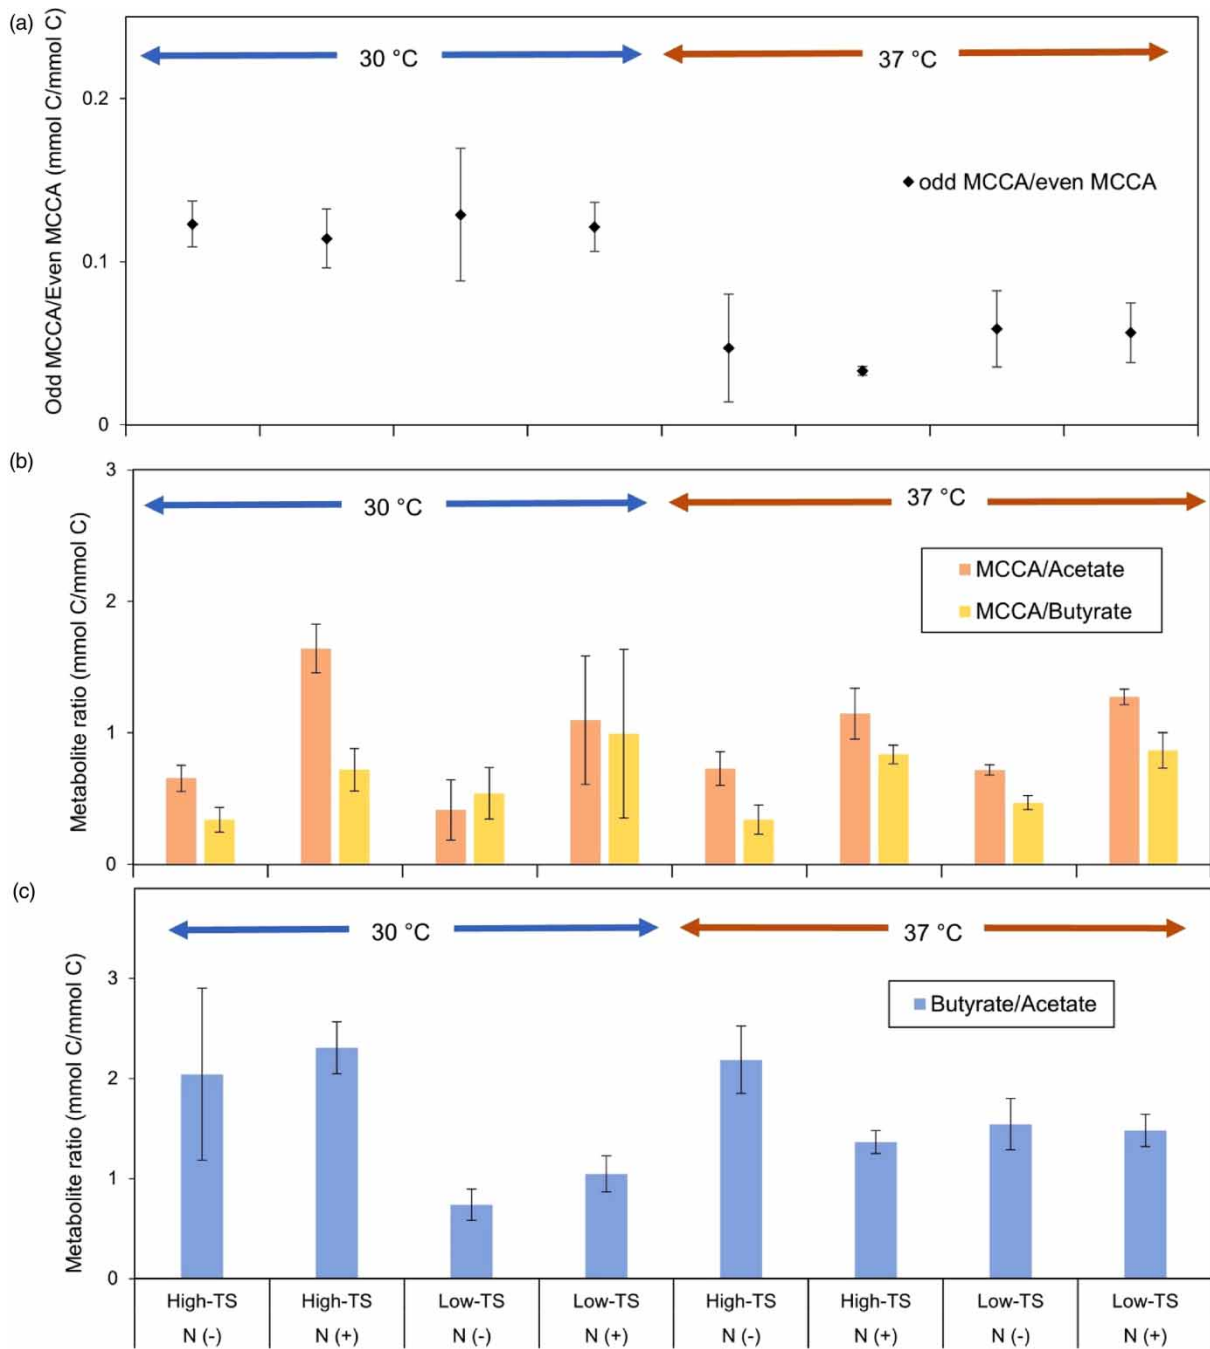 (a)
Odd MCCA/Even MCCA (mmol C/mmol C)
0.2
0.1
0
30 °C
37 °C
odd MCCA/even MCCA
(b)
Metabolite ratio (mmol C/mmol C)
3
2
1
0
30 °C
37 °C
MCCA/Acetate
MCCA/Butyrate
(c)
Metabolite ratio (mmol C/mmol C)
3
2
1
0
30 °C
37 °C
Butyrate/Acetate
High-TS High-TS Low-TS Low-TS High-TS High-TS Low-TS Low-TS
N (-) N (+) N (-) N (+) N (-) N (+) N (-) N (+)